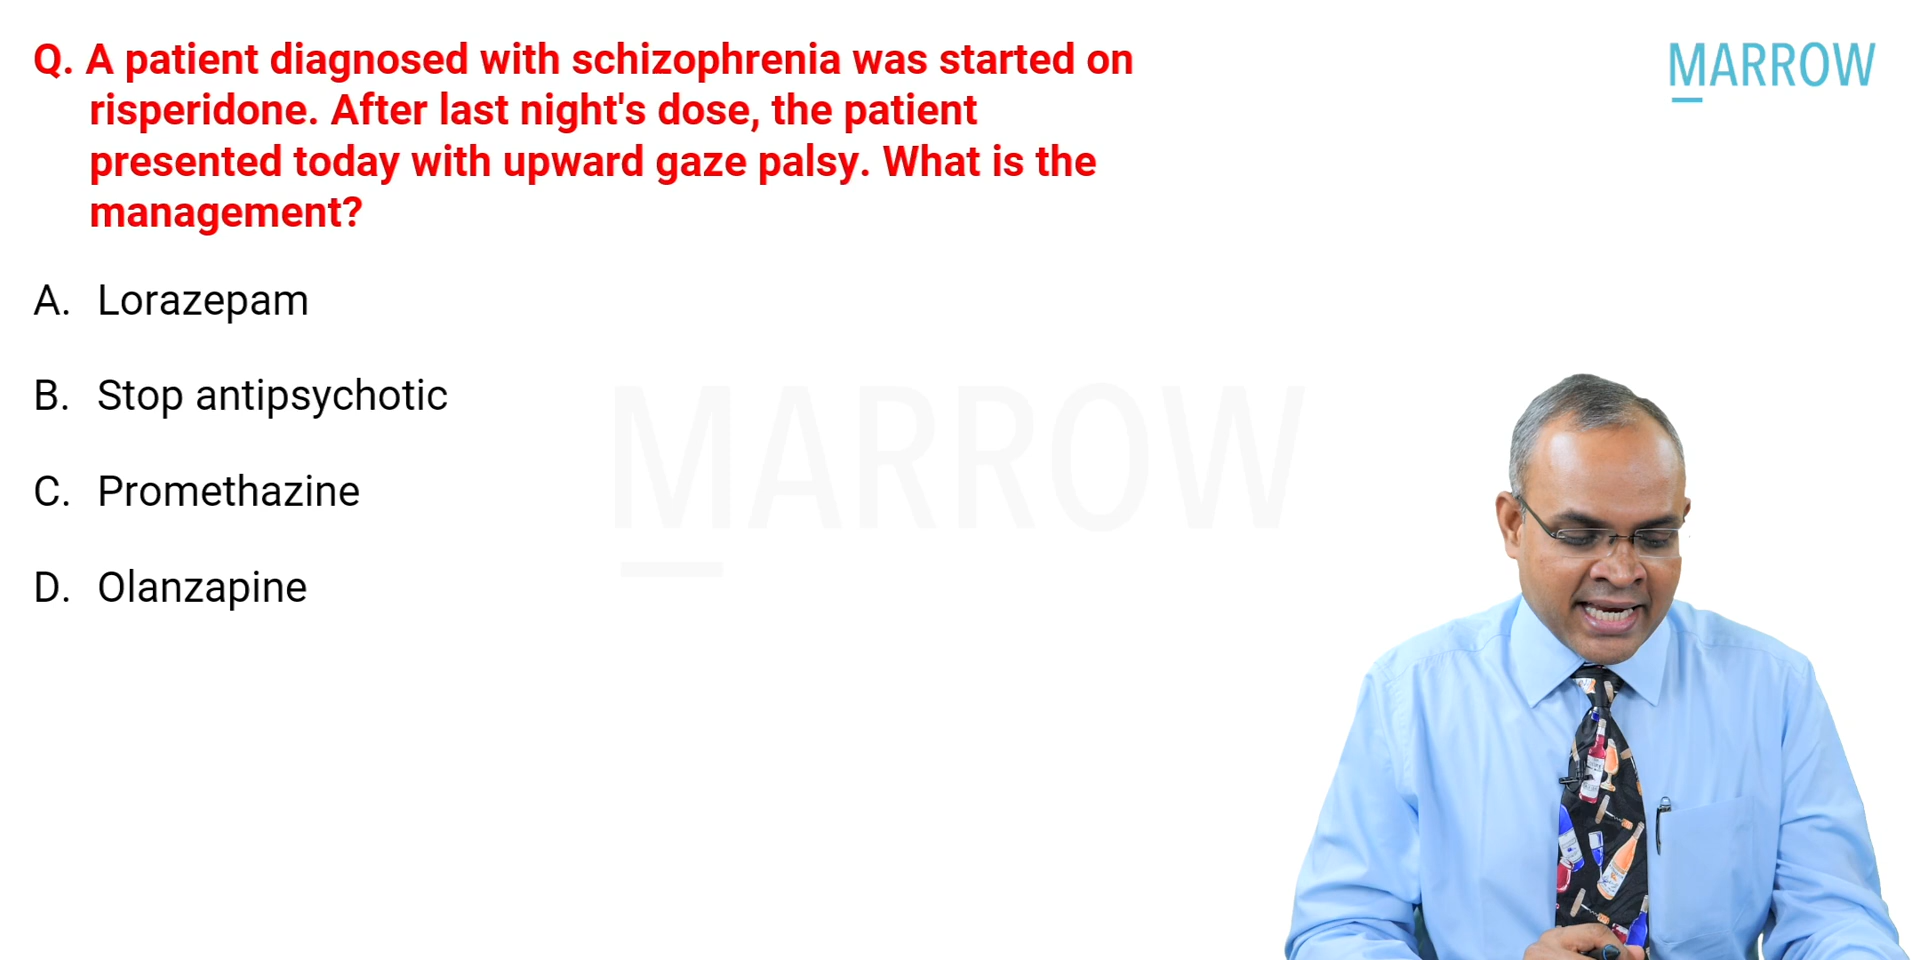 Q. A patient diagnosed with schizophrenia was started on
risperidone. After last night's dose, the patient
presented today with upward gaze palsy. What is the
management?
A. Lorazepam
B. Stop antipsychotic
C. Promethazine
D. Olanzapine
MARROW
MARROW